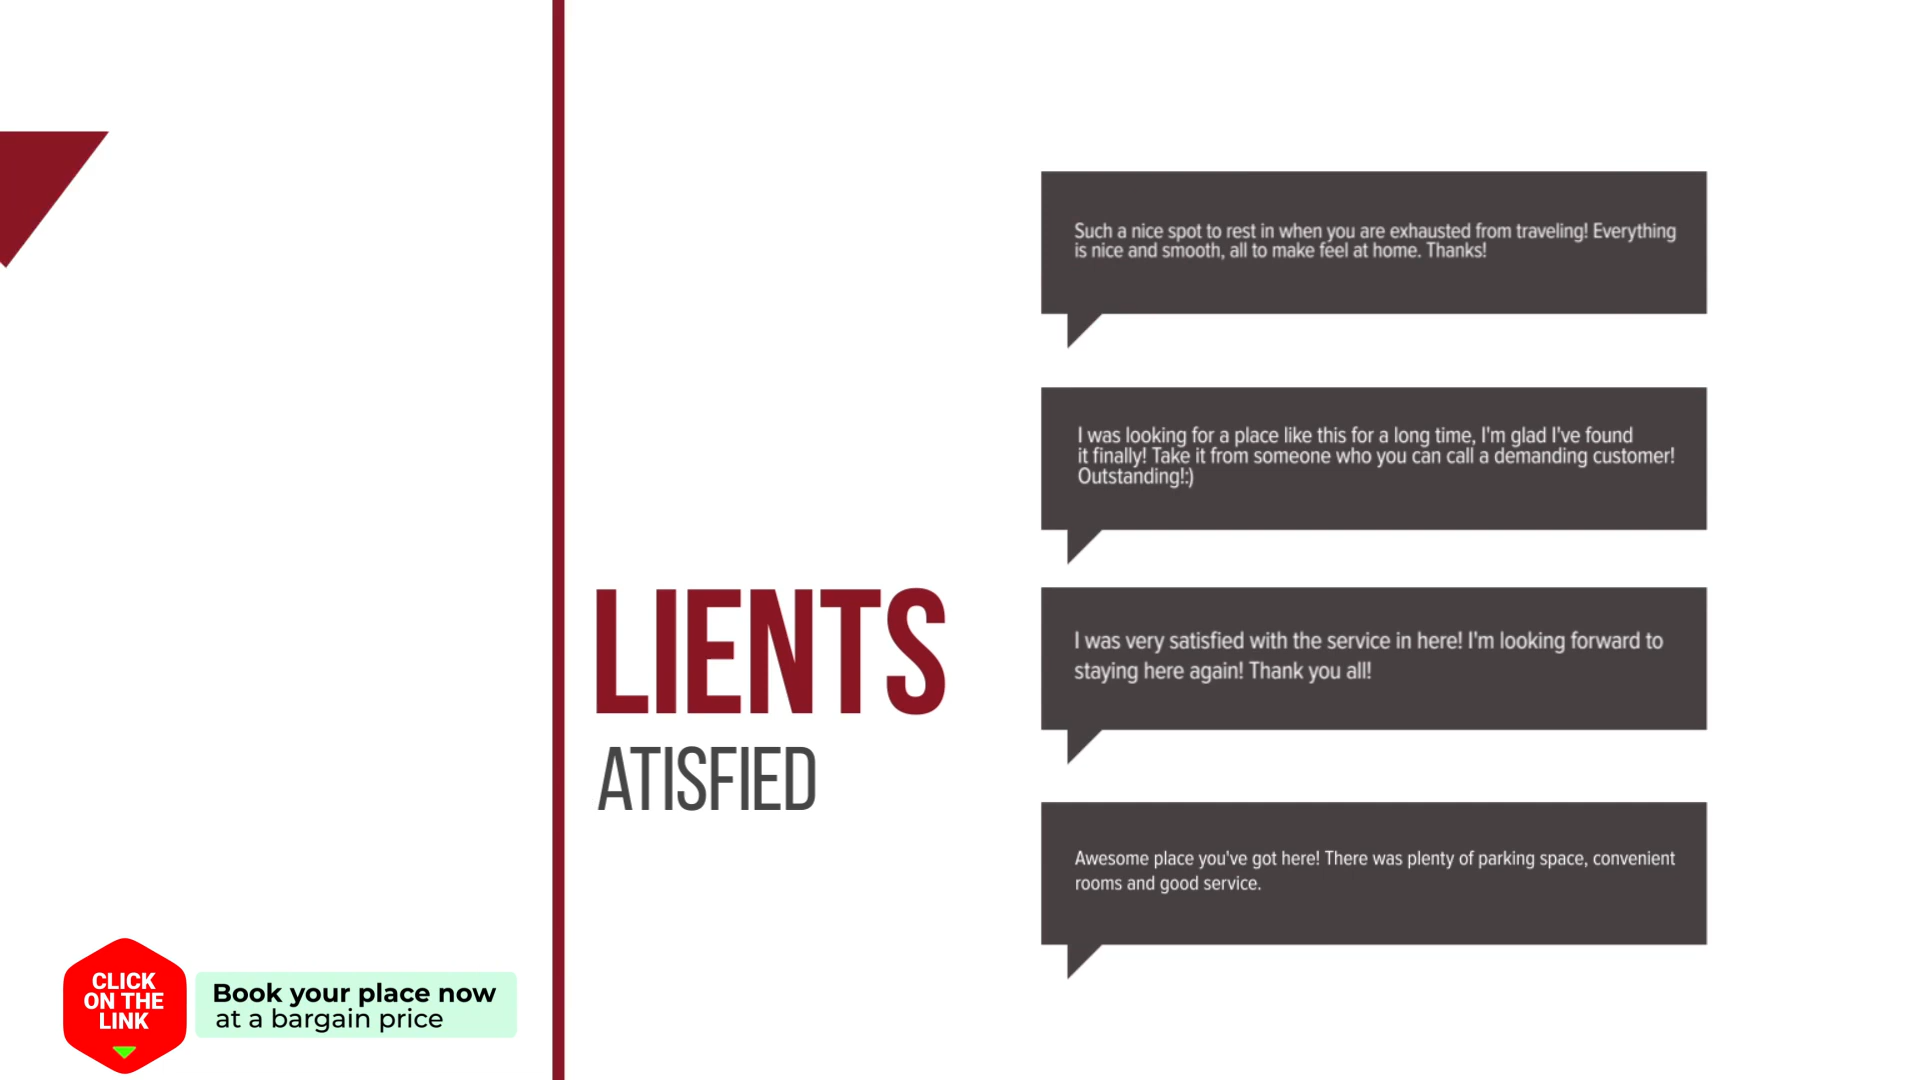 Such a nice spot to rest in when you are exhausted from traveling! Everything
is nice and smooth, all to make feel at home. Thanks!
I was looking for a place like this for a long time, I'm glad I've found
it finally! Take it from someone who you can call a demanding customer!
Outstanding!:)
LIENTS
ATISFIED
I was very satisfied with the service in here! I'm looking forward to
staying here again! Thank you all!
Awesome place you've got here! There was plenty of parking space, convenient
rooms and good service.
CLICK
ON THE
LINK
Book your place now
at a bargain price